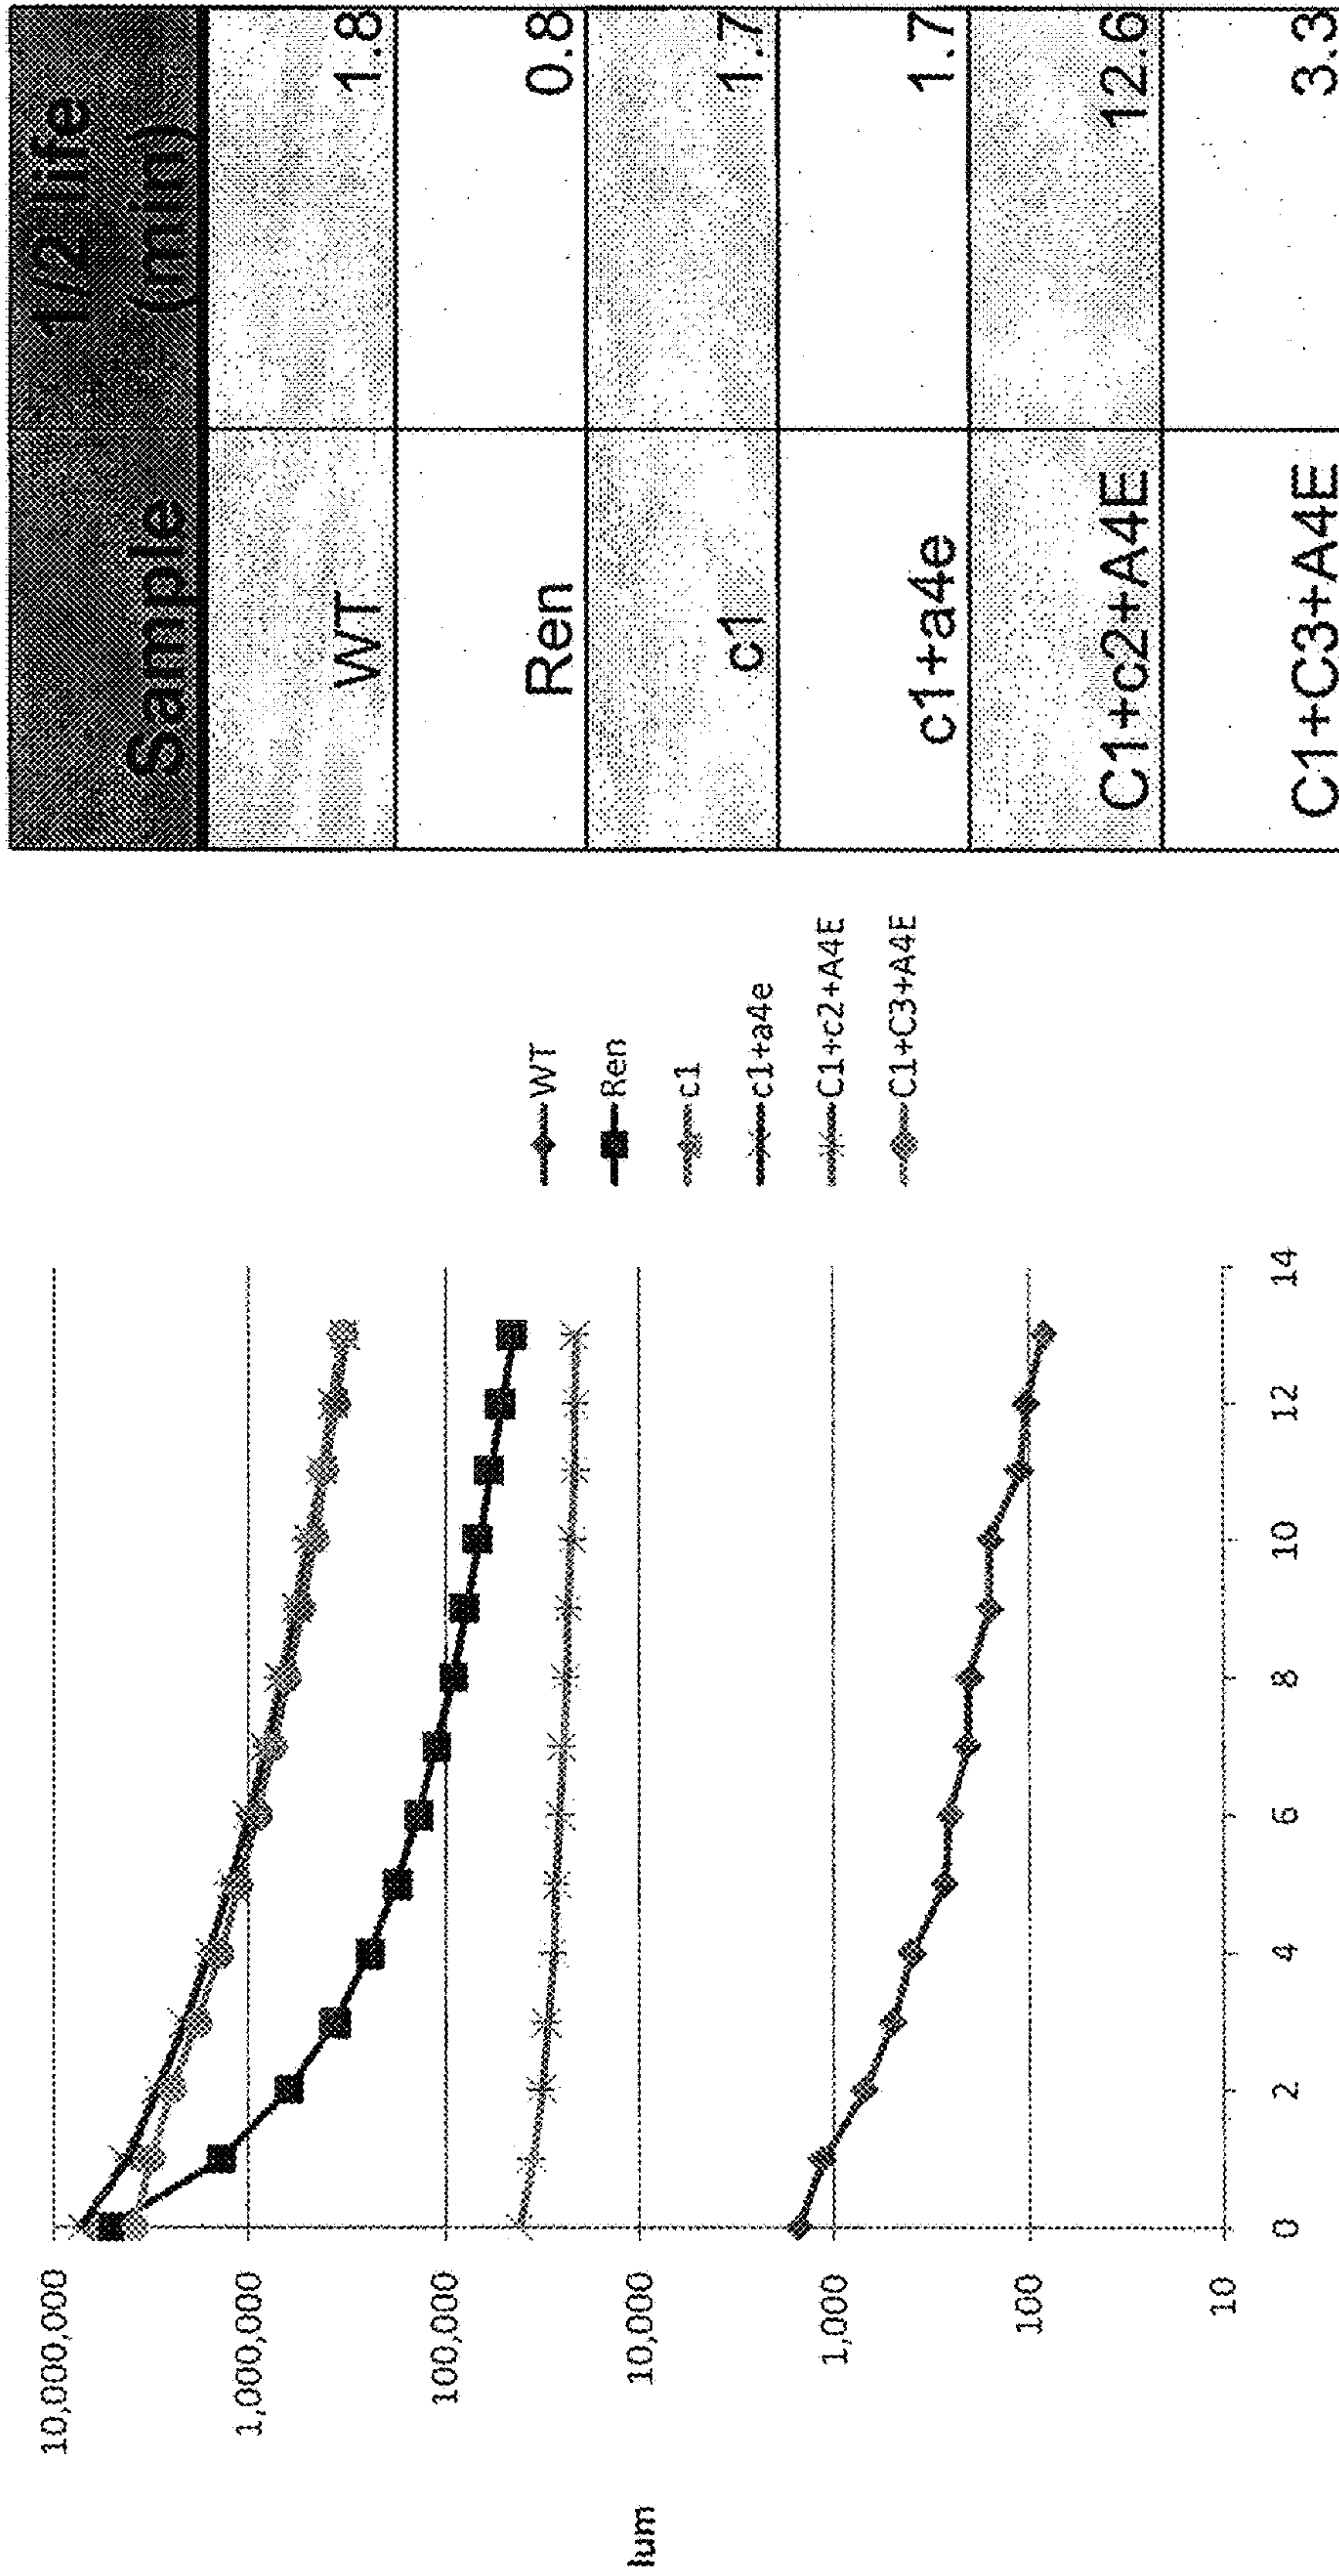 lum
10,000,000
1,000,000
100,000
10,000
1,000
100
10
0 2 4 6 8 10 12 14
WT
Ren
c1
c1+a4e
C1+c2+A4E
C1+C3+A4E
Sample 1/2 life (min)
WT 1.8
Ren 0.8
c1 1.7
c1+a4e 1.7
C1+c2+A4E 12.6
C1+C3+A4E 3.3